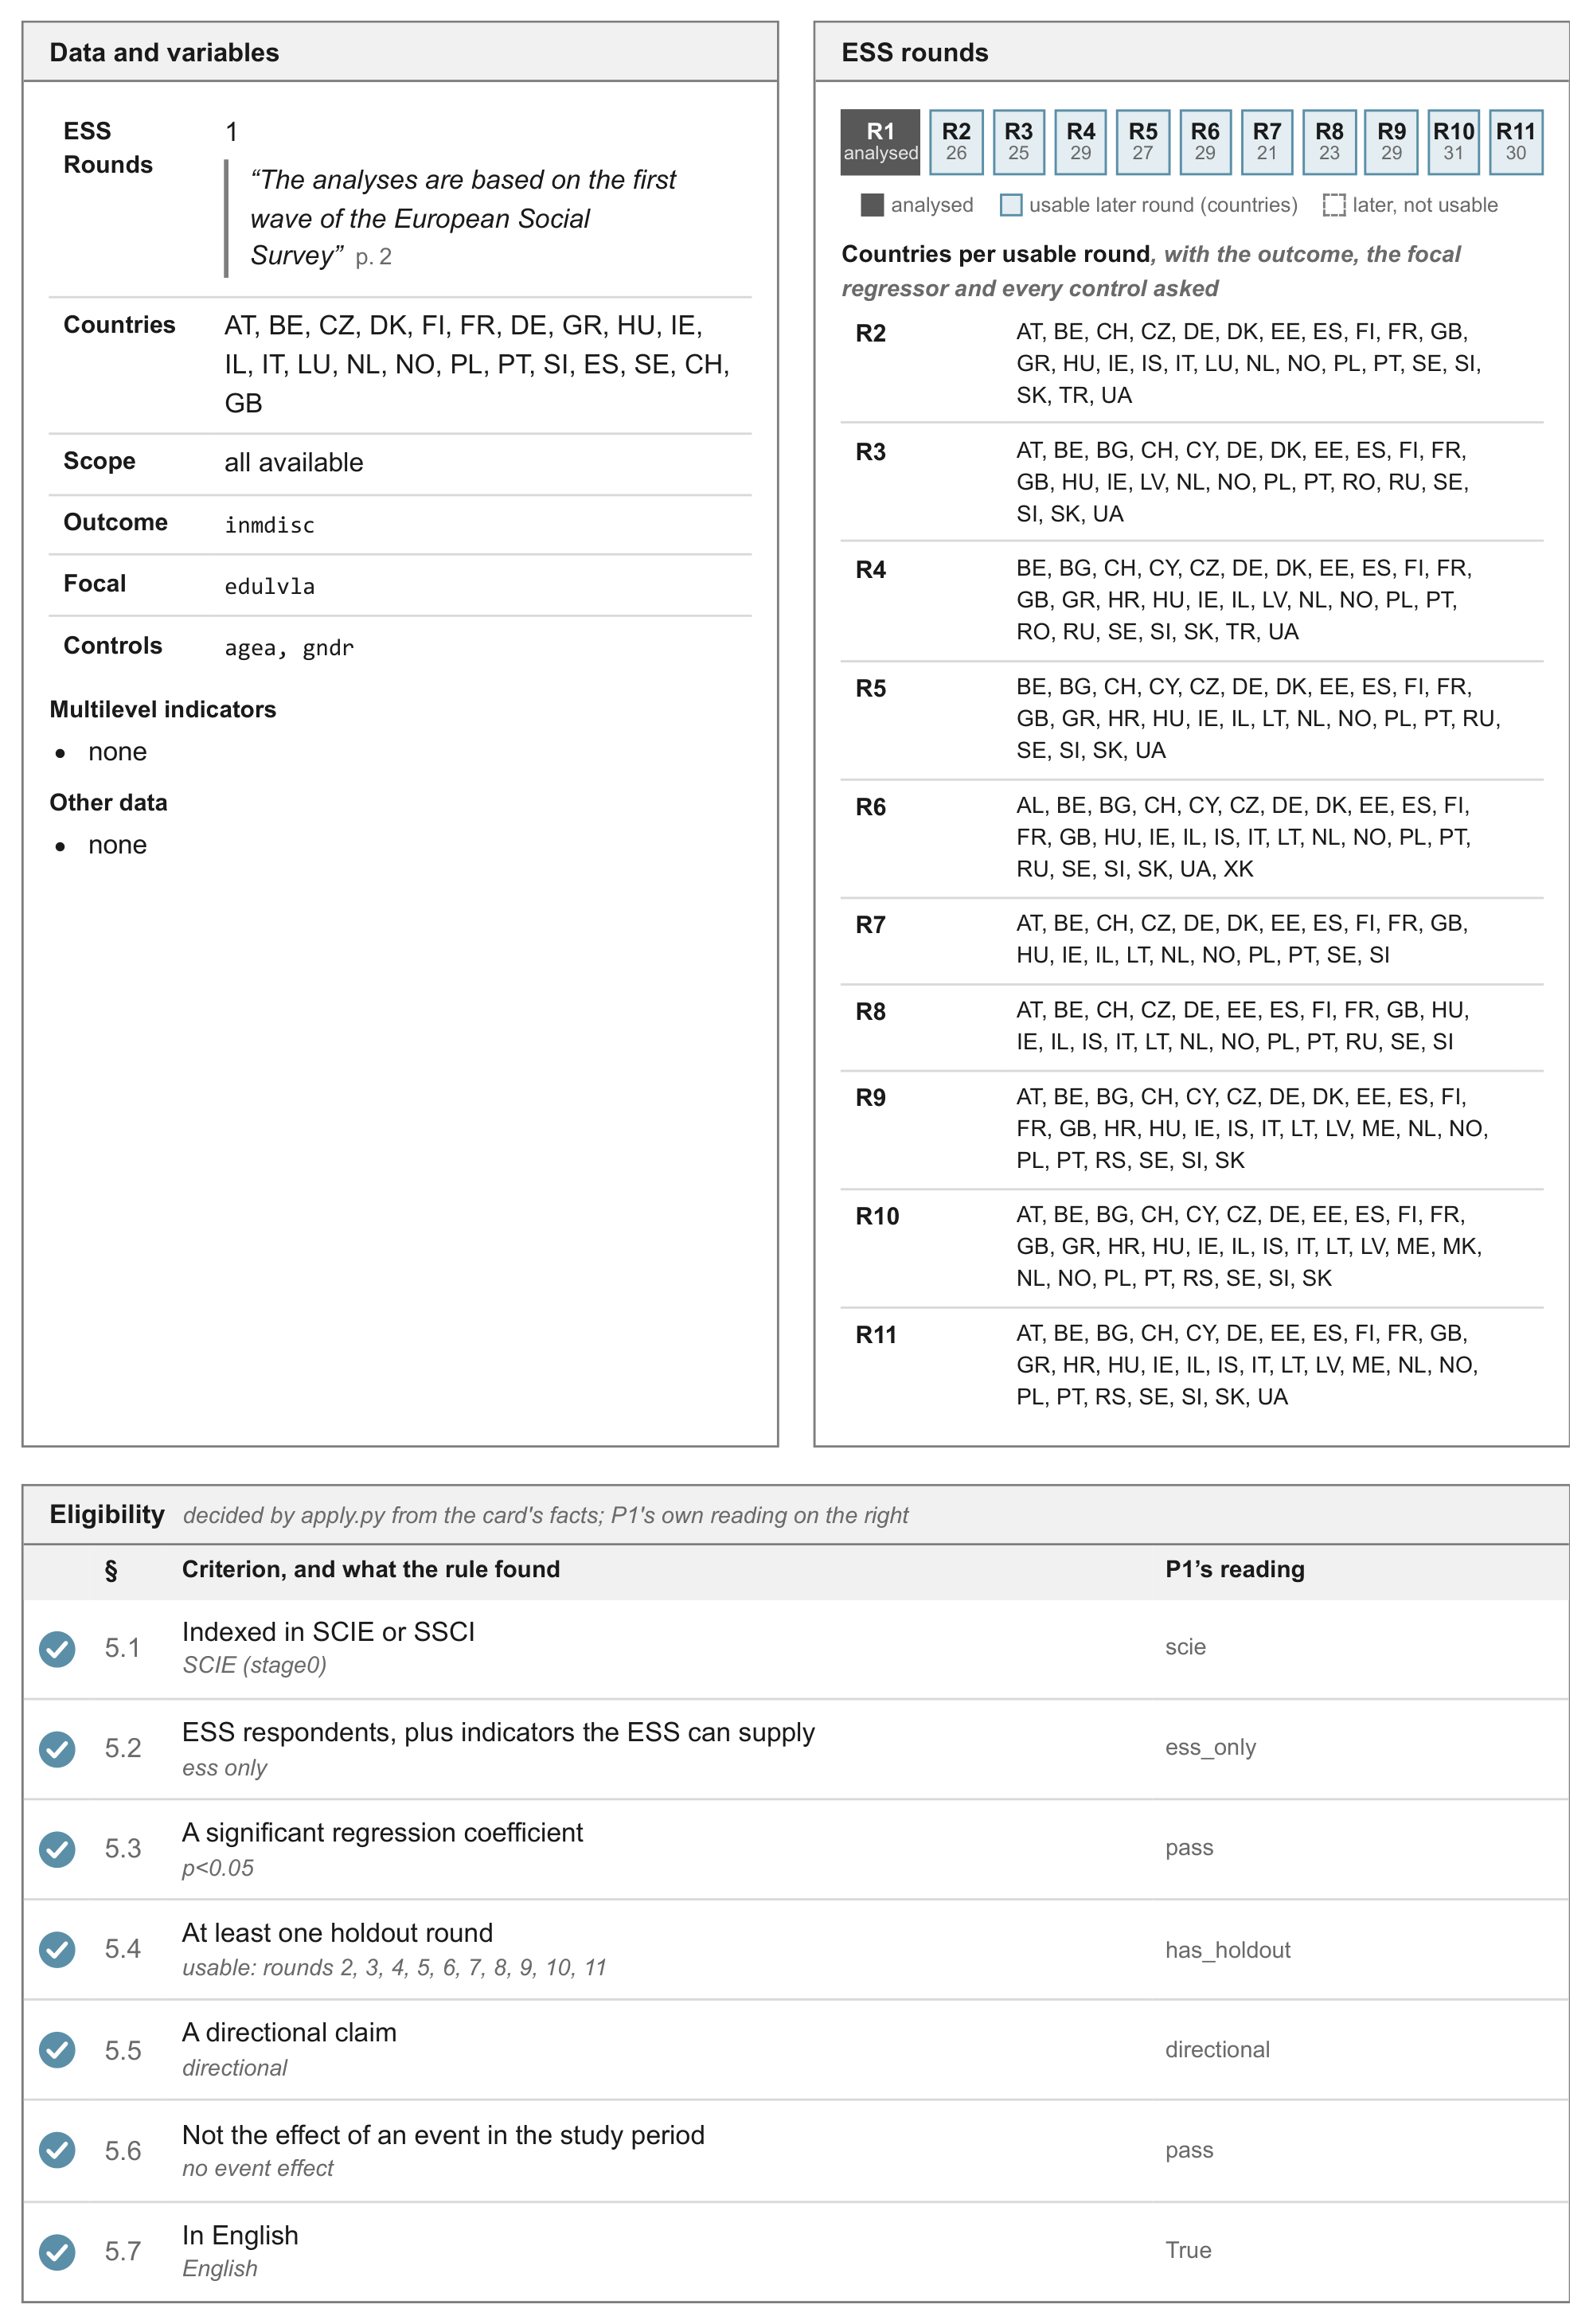 Data and variables
ESS Rounds
1
“The analyses are based on the first
wave of the European Social
Survey” p. 2
Countries
AT, BE, CZ, DK, FI, FR, DE, GR, HU, IE,
IL, IT, LU, NL, NO, PL, PT, SI, ES, SE, CH,
GB
Scope
all available
Outcome
inmdisc
Focal
edulvla
Controls
agea, gndr
Multilevel indicators
• none
Other data
• none
ESS rounds
R1 R2 R3 R4 R5 R6 R7 R8 R9 R10 R11
analysed 26 25 29 27 29 21 23 29 31 30
analysed usable later round (countries) later, not usable
Countries per usable round, with the outcome, the focal
regressor and every control asked
R2
AT, BE, CH, CZ, DE, DK, EE, ES, FI, FR, GB,
GR, HU, IE, IS, IT, LU, NL, NO, PL, PT, SE, SI,
SK, TR, UA
R3
AT, BE, BG, CH, CY, DE, DK, EE, ES, FI, FR,
GB, HU, IE, LV, NL, NO, PL, PT, RO, RU, SE,
SI, SK, UA
R4
BE, BG, CH, CY, CZ, DE, DK, EE, ES, FI, FR,
GB, GR, HR, HU, IE, IL, LV, NL, NO, PL, PT,
RO, RU, SE, SI, SK, TR, UA
R5
BE, BG, CH, CY, CZ, DE, DK, EE, ES, FI, FR,
GB, GR, HR, HU, IE, IL, LT, NL, NO, PL, PT, RU,
SE, SI, SK, UA
R6
AL, BE, BG, CH, CY, CZ, DE, DK, EE, ES, FI,
FR, GB, HU, IE, IL, IS, IT, LT, NL, NO, PL, PT,
RU, SE, SI, SK, UA, XK
R7
AT, BE, CH, CZ, DE, DK, EE, ES, FI, FR, GB,
HU, IE, IL, LT, NL, NO, PL, PT, SE, SI
R8
AT, BE, CH, CZ, DE, EE, ES, FI, FR, GB, HU,
IE, IL, IS, IT, LT, NL, NO, PL, PT, RU, SE, SI
R9
AT, BE, BG, CH, CY, CZ, DE, DK, EE, ES, FI,
FR, GB, HR, HU, IE, IS, IT, LT, LV, ME, NL, NO,
PL, PT, RS, SE, SI, SK
R10
AT, BE, BG, CH, CY, CZ, DE, EE, ES, FI, FR,
GB, GR, HR, HU, IE, IL, IS, IT, LT, LV, ME, MK,
NL, NO, PL, PT, RS, SE, SI, SK
R11
AT, BE, BG, CH, CY, DE, EE, ES, FI, FR, GB,
GR, HR, HU, IE, IL, IS, IT, LT, LV, ME, NL, NO,
PL, PT, RS, SE, SI, SK, UA
Eligibility decided by apply.py from the card's facts; P1's own reading on the right
§ Criterion, and what the rule found P1’s reading
5.1 Indexed in SCIE or SSCI scie
SCIE (stage0)
5.2 ESS respondents, plus indicators the ESS can supply ess_only
ess only
5.3 A significant regression coefficient pass
p<0.05
5.4 At least one holdout round has_holdout
usable: rounds 2, 3, 4, 5, 6, 7, 8, 9, 10, 11
5.5 A directional claim directional
directional
5.6 Not the effect of an event in the study period pass
no event effect
5.7 In English True
English